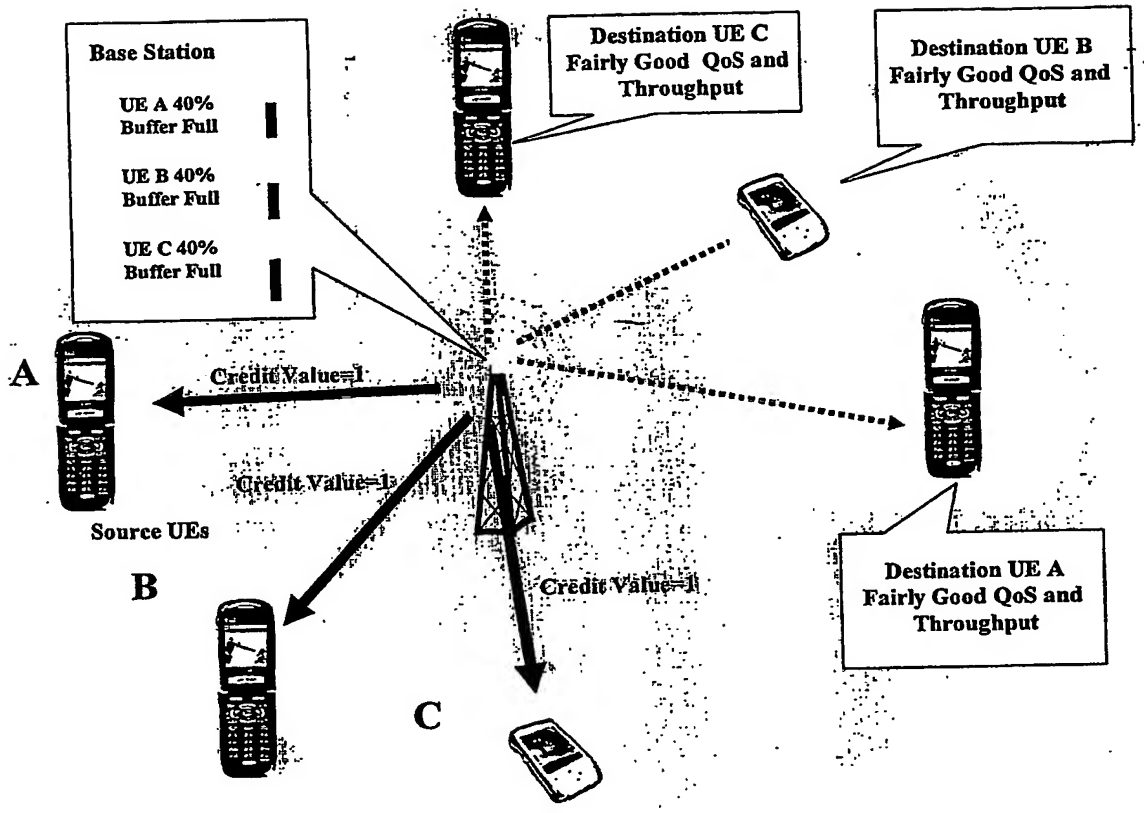 Base Station
UE A 40%
Buffer Full
UE B 40%
Buffer Full
UE C 40%
Buffer Full
Destination UE C
Fairly Good QoS and
Throughput
Destination UE B
Fairly Good QoS and
Throughput
A
Credit Value=1
Credit Value=1
Source UEs
B
Credit Value=1
Destination UE A
Fairly Good QoS and
Throughput
C